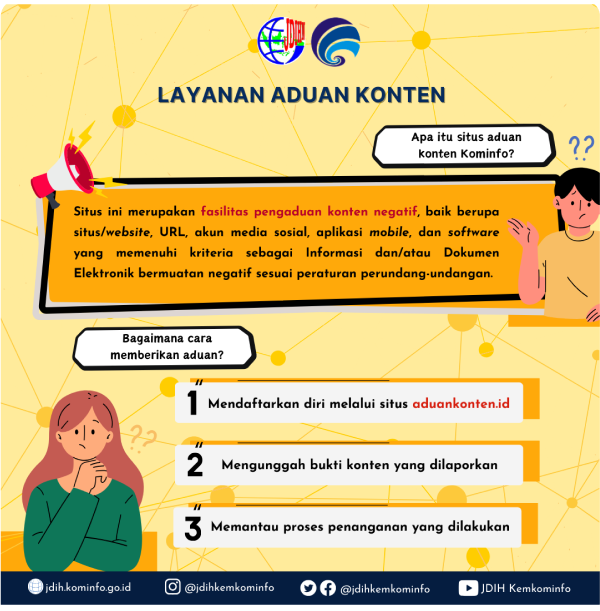 JDIHN
LAYANAN ADUAN KONTEN
Apa itu situs aduan
konten Kominfo?
??
Situs ini merupakan fasilitas pengaduan konten negatif, baik berupa
situs/website, URL, akun media sosial, aplikasi mobile, dan software
yang memenuhi kriteria sebagai Informasi dan/atau Dokumen
Elektronik bermuatan negatif sesuai peraturan perundang-undangan.
Bagaimana cara
memberikan aduan?
??
1 Mendaftarkan diri melalui situs aduankonten.id
2 Mengunggah bukti konten yang dilaporkan
3 Memantau proses penanganan yang dilakukan
jdih.kominfo.go.id @jdihkemkominfo @jdihkemkominfo JDIH Kemkominfo